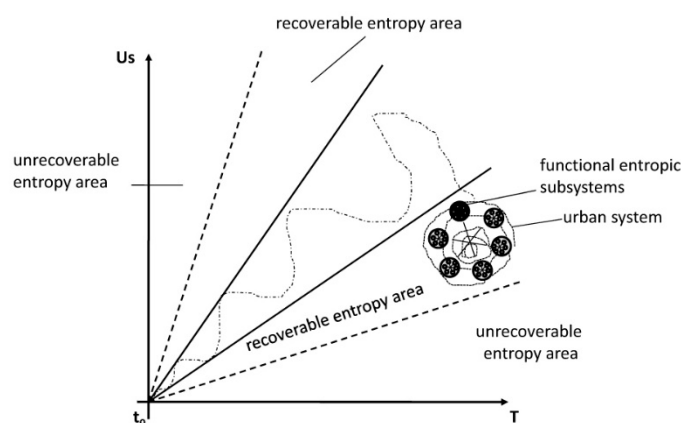 recoverable entropy area
Us
unrecoverable
entropy area
functional entropic
subsystems
urban system
recoverable entropy area
unrecoverable
entropy area
t₀
T